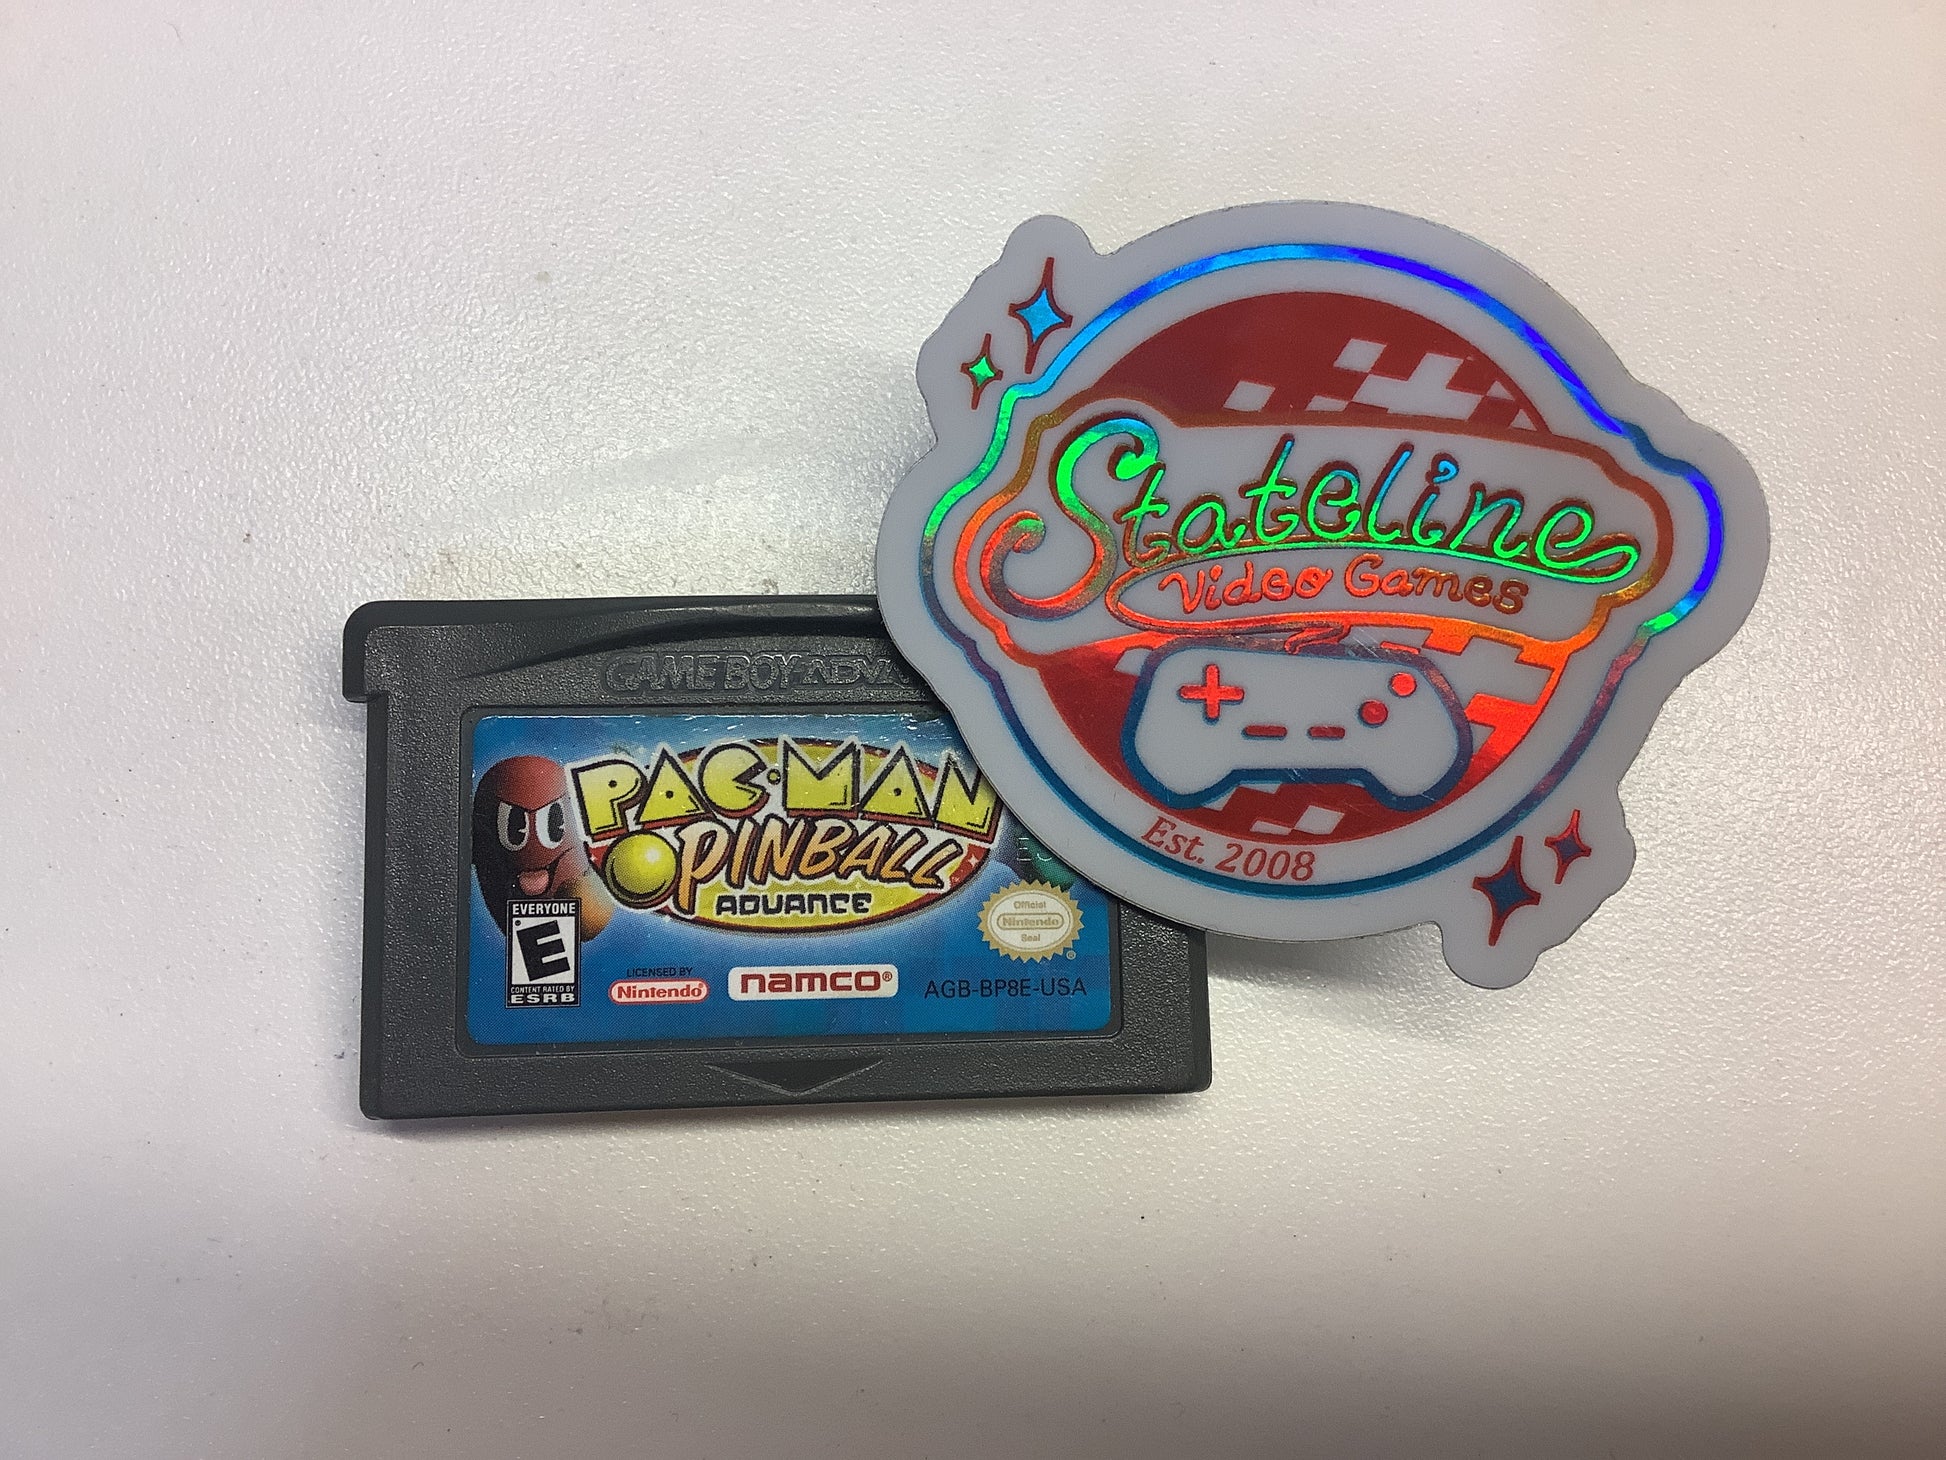 Stateline
Video Games
Est. 2008
GAME BOY ADVA
PAC-MAN
PINBALL
ADVANCE
EVERYONE
E
CONTENT RATED BY
ESRB
LICENSED BY
Nintendo®
namco®
Official
Nintendo
Seal
®
AGB-BP8E-USA